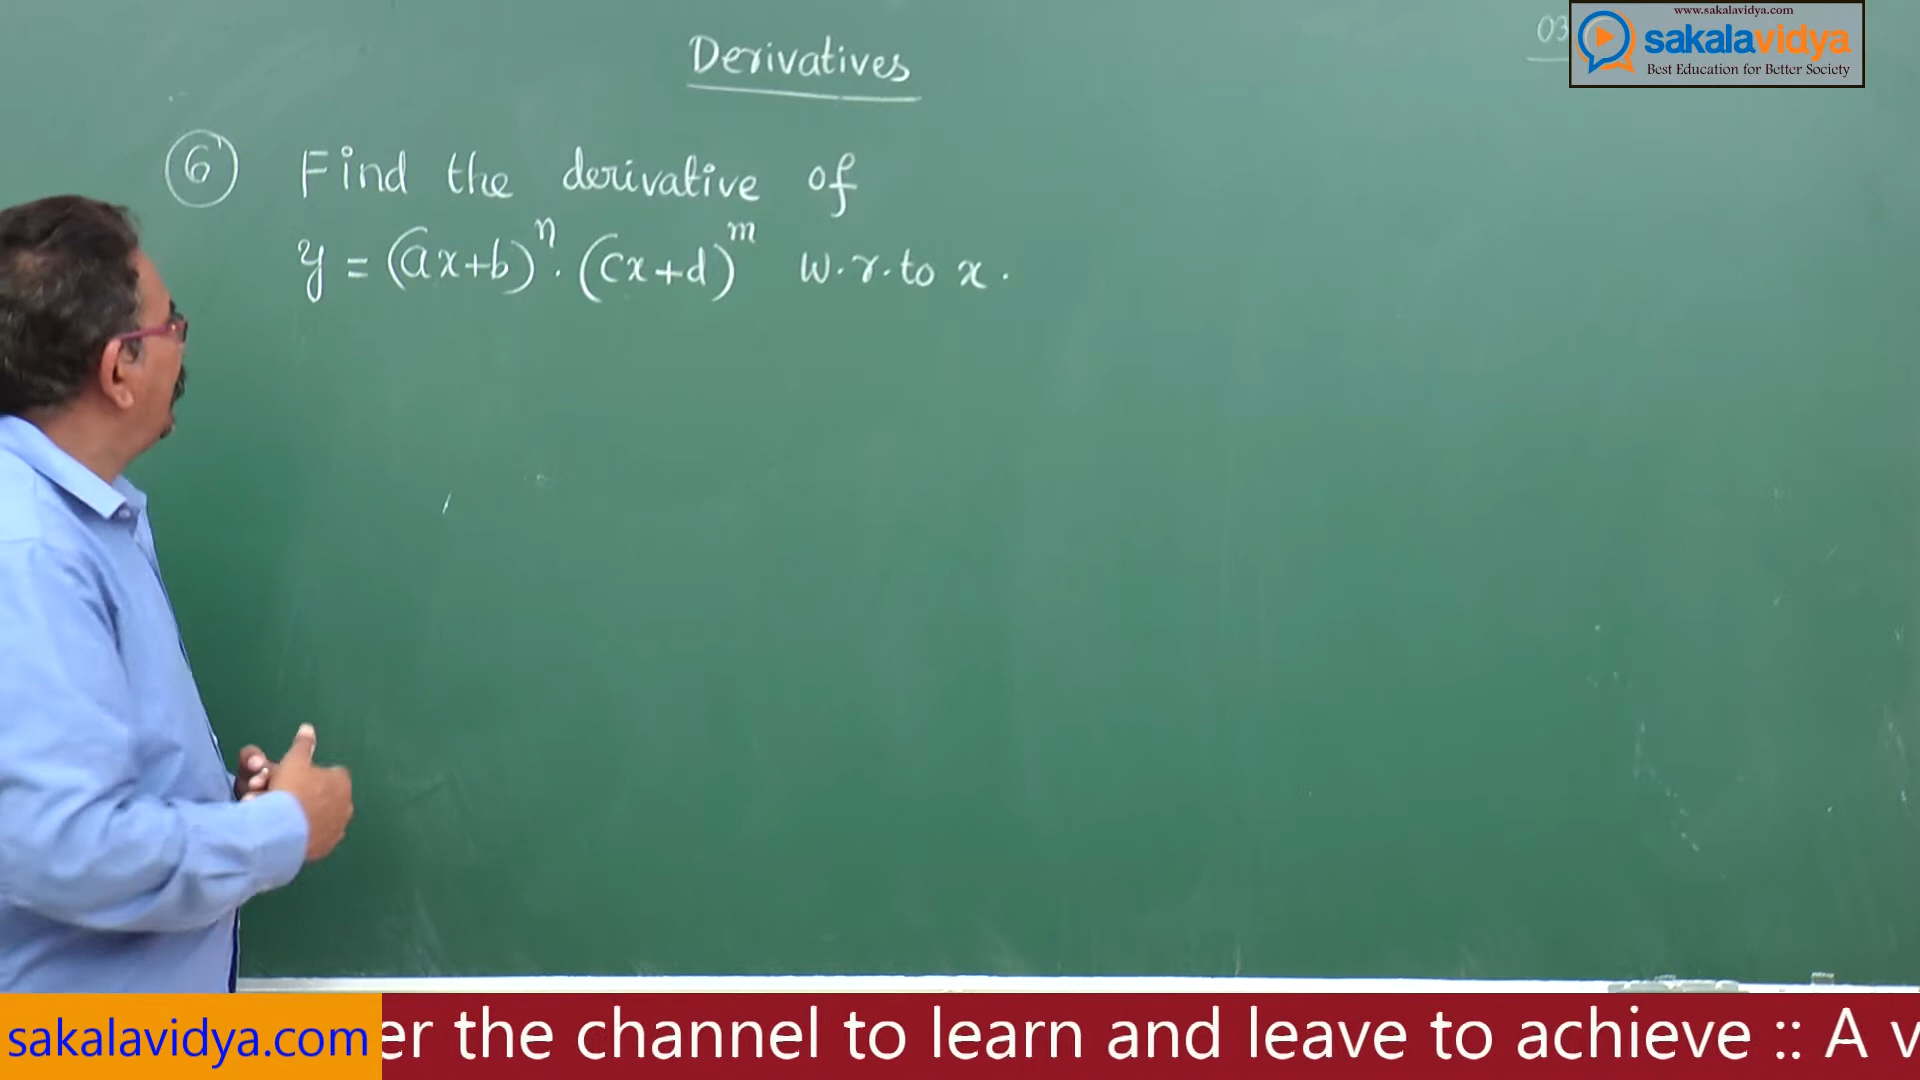 Derivatives
03
www.sakalavidya.com
sakalavidya
Best Education for Better Society
6 Find the derivative of
y = (ax+b)^n . (cx+d)^m w.r.to x.
sakalavidya.com er the channel to learn and leave to achieve :: A v